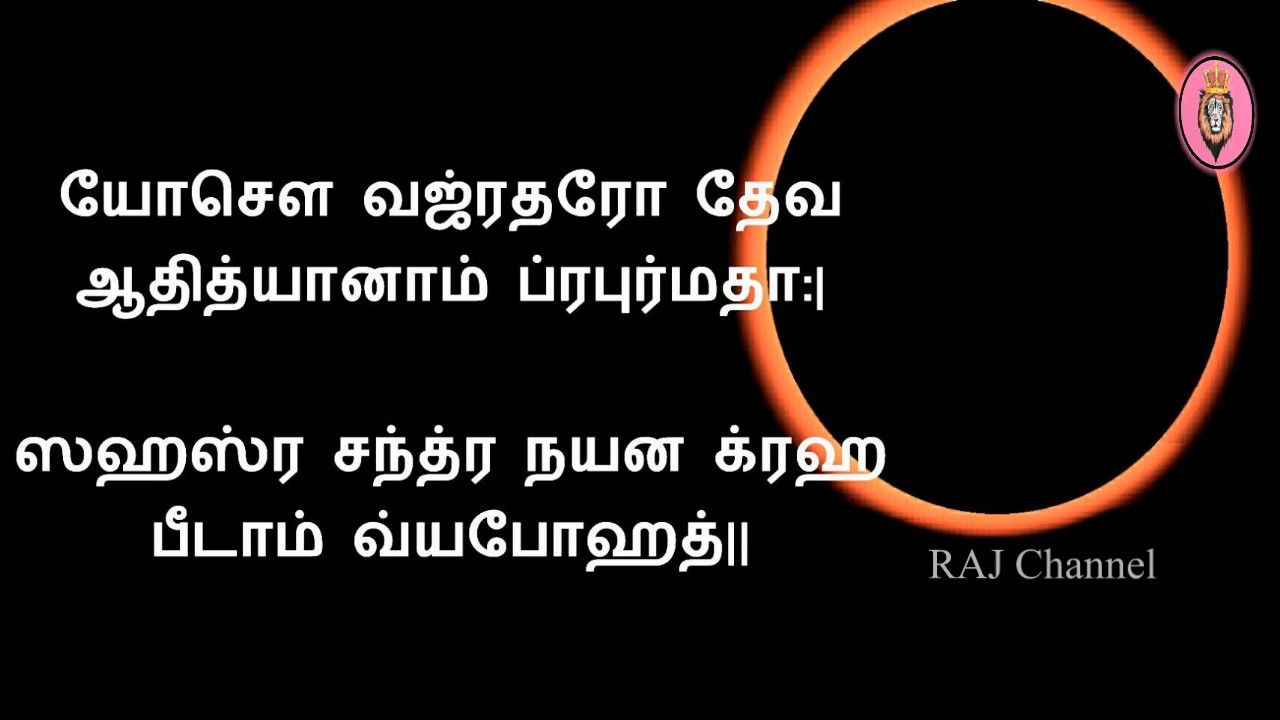 யோசௌ வஜ்ரதரோ தேவ
ஆதித்யானாம் ப்ரபுர்மதா:|
ஸஹஸ்ர சந்த்ர நயன க்ரஹ
பீடாம் வ்யபோஹத்||
RAJ Channel